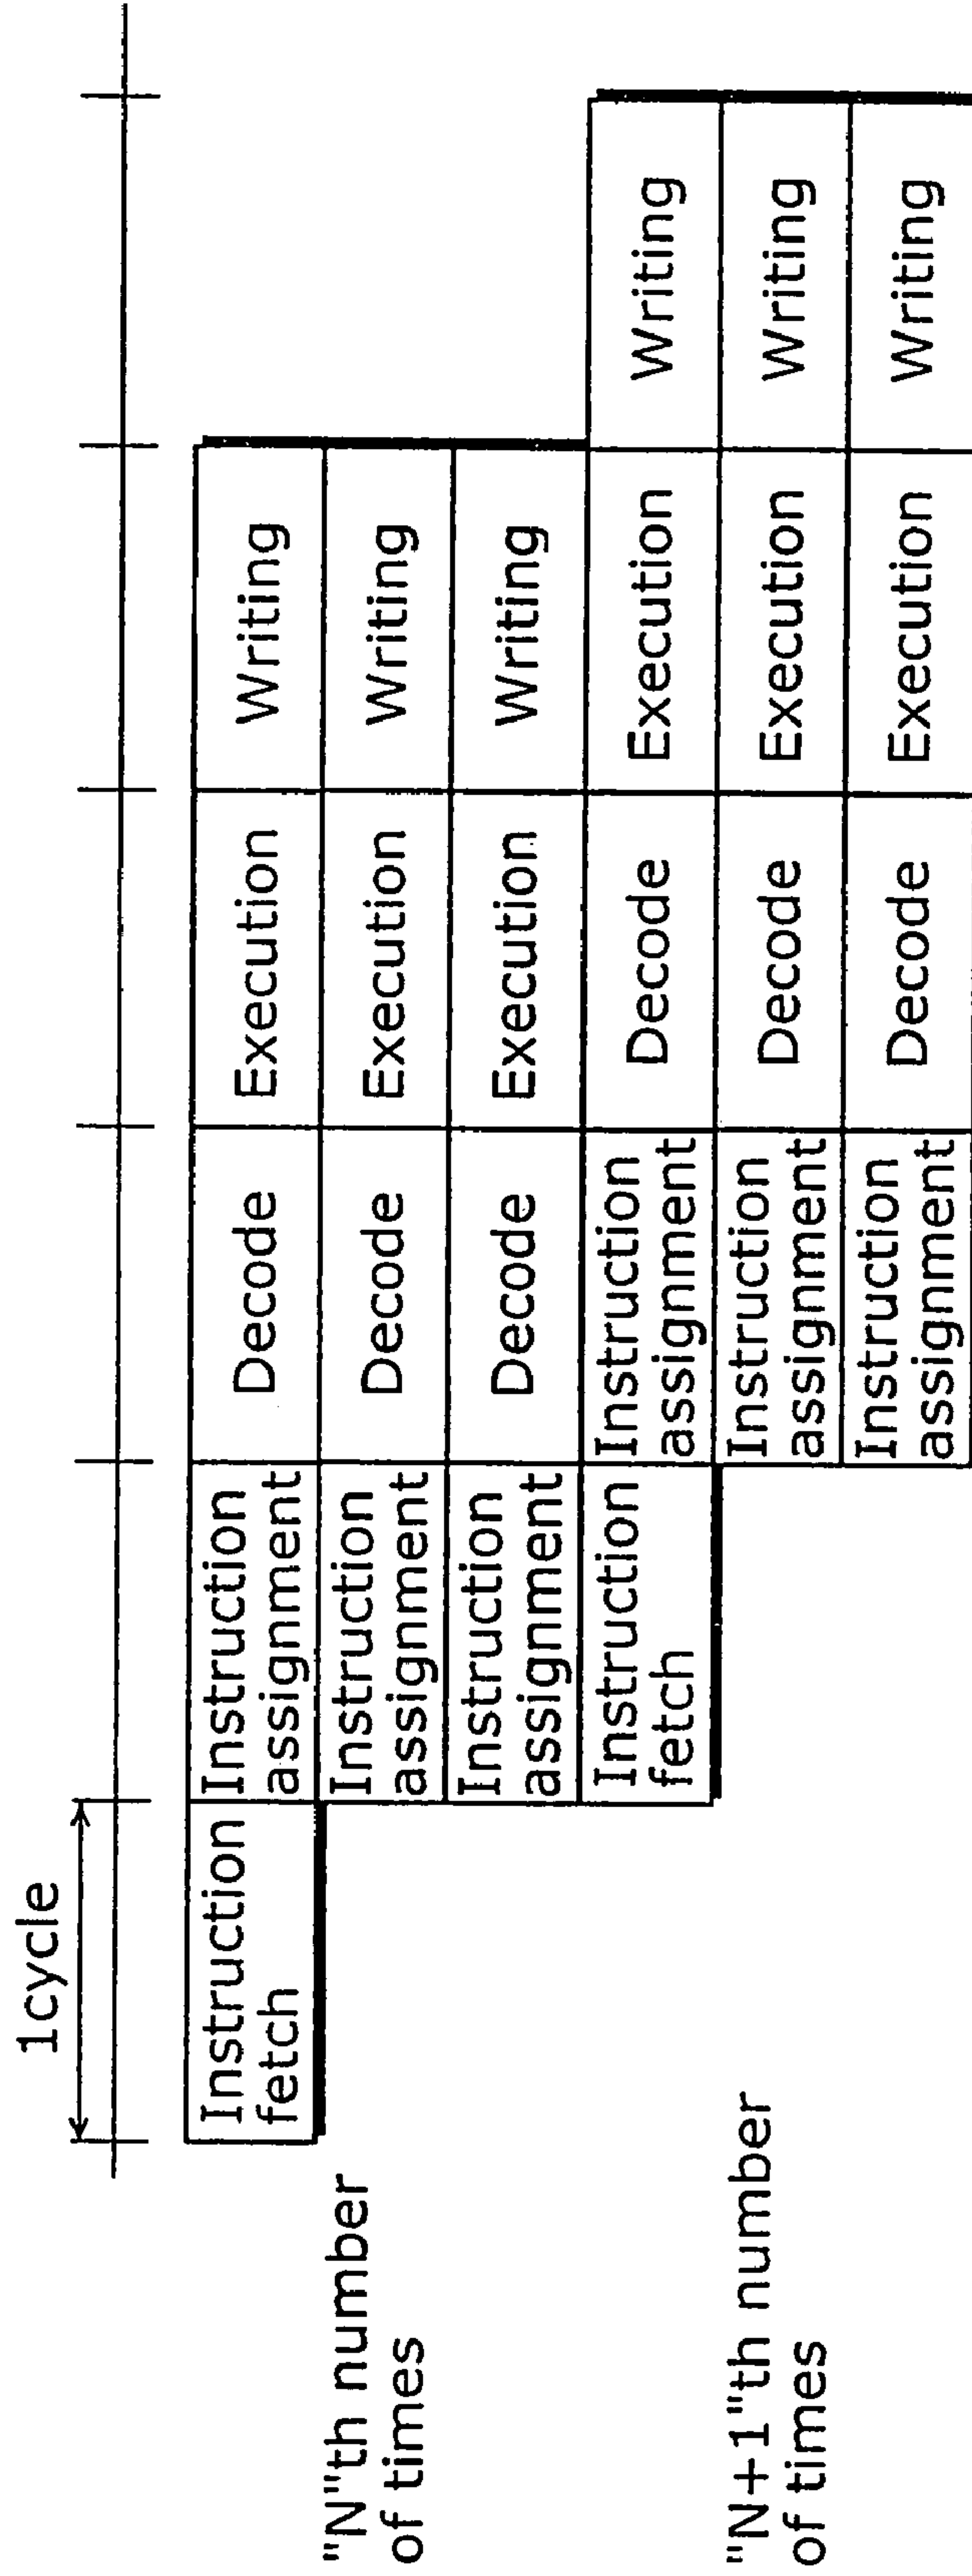 1cycle
Instruction
fetch
Instruction
assignment
Decode
Execution
Writing
"N"th number
of times
Instruction
assignment
Decode
Execution
Writing
Instruction
assignment
Decode
Execution
Writing
Instruction
fetch
Instruction
assignment
Decode
Execution
Writing
"N+1"th number
of times
Instruction
assignment
Decode
Execution
Writing
Instruction
assignment
Decode
Execution
Writing